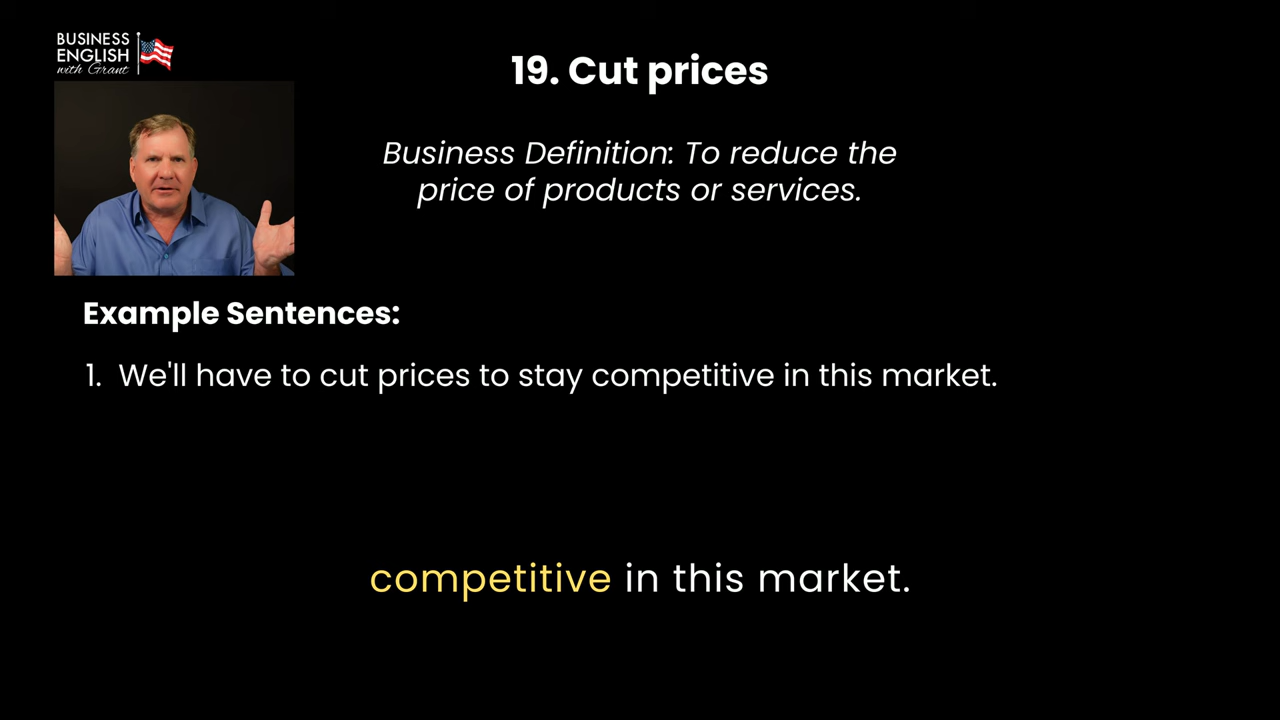 BUSINESS
ENGLISH
with Grant
19. Cut prices
Business Definition: To reduce the
price of products or services.
Example Sentences:
1. We'll have to cut prices to stay competitive in this market.
competitive in this market.